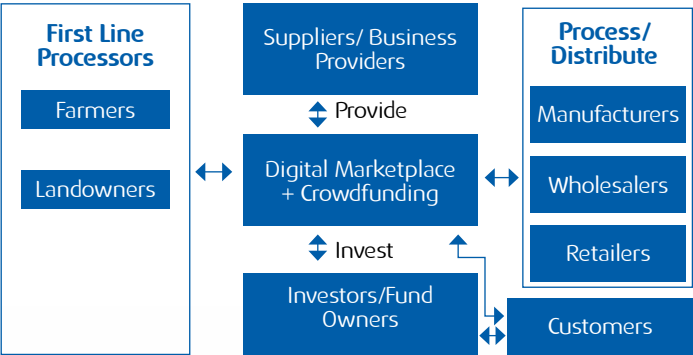 First Line
Processors
Farmers
Landowners
Suppliers/ Business
Providers
Provide
Digital Marketplace
+ Crowdfunding
Invest
Investors/Fund
Owners
Process/
Distribute
Manufacturers
Wholesalers
Retailers
Customers